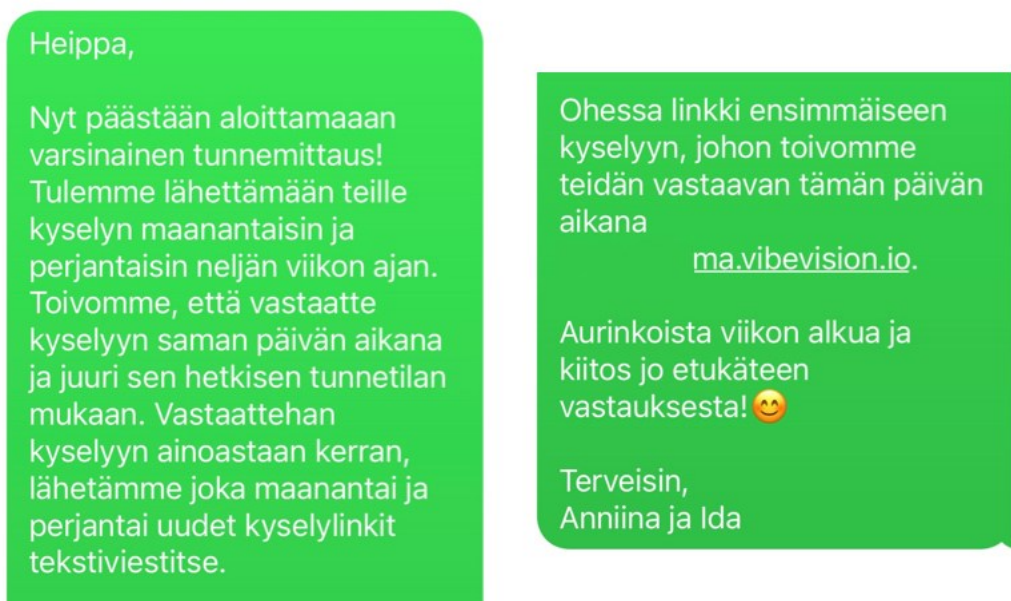 Heippa,
Nyt päästään aloittamaaan
varsinainen tunnemittaus!
Tulemme lähettämään teille
kyselyn maanantaisin ja
perjantaisin neljän viikon ajan.
Toivomme, että vastaatte
kyselyyn saman päivän aikana
ja juuri sen hetkisen tunnetilan
mukaan. Vastaattehan
kyselyyn ainoastaan kerran,
lähetämme joka maanantai ja
perjantai uudet kyselylinkit
tekstiviestitse.
Ohessa linkki ensimmäiseen
kyselyyn, johon toivomme
teidän vastaavan tämän päivän
aikana
ma.vibevision.io.
Aurinkoista viikon alkua ja
kiitos jo etukäteen
vastauksesta!😊
Terveisin,
Anniina ja Ida